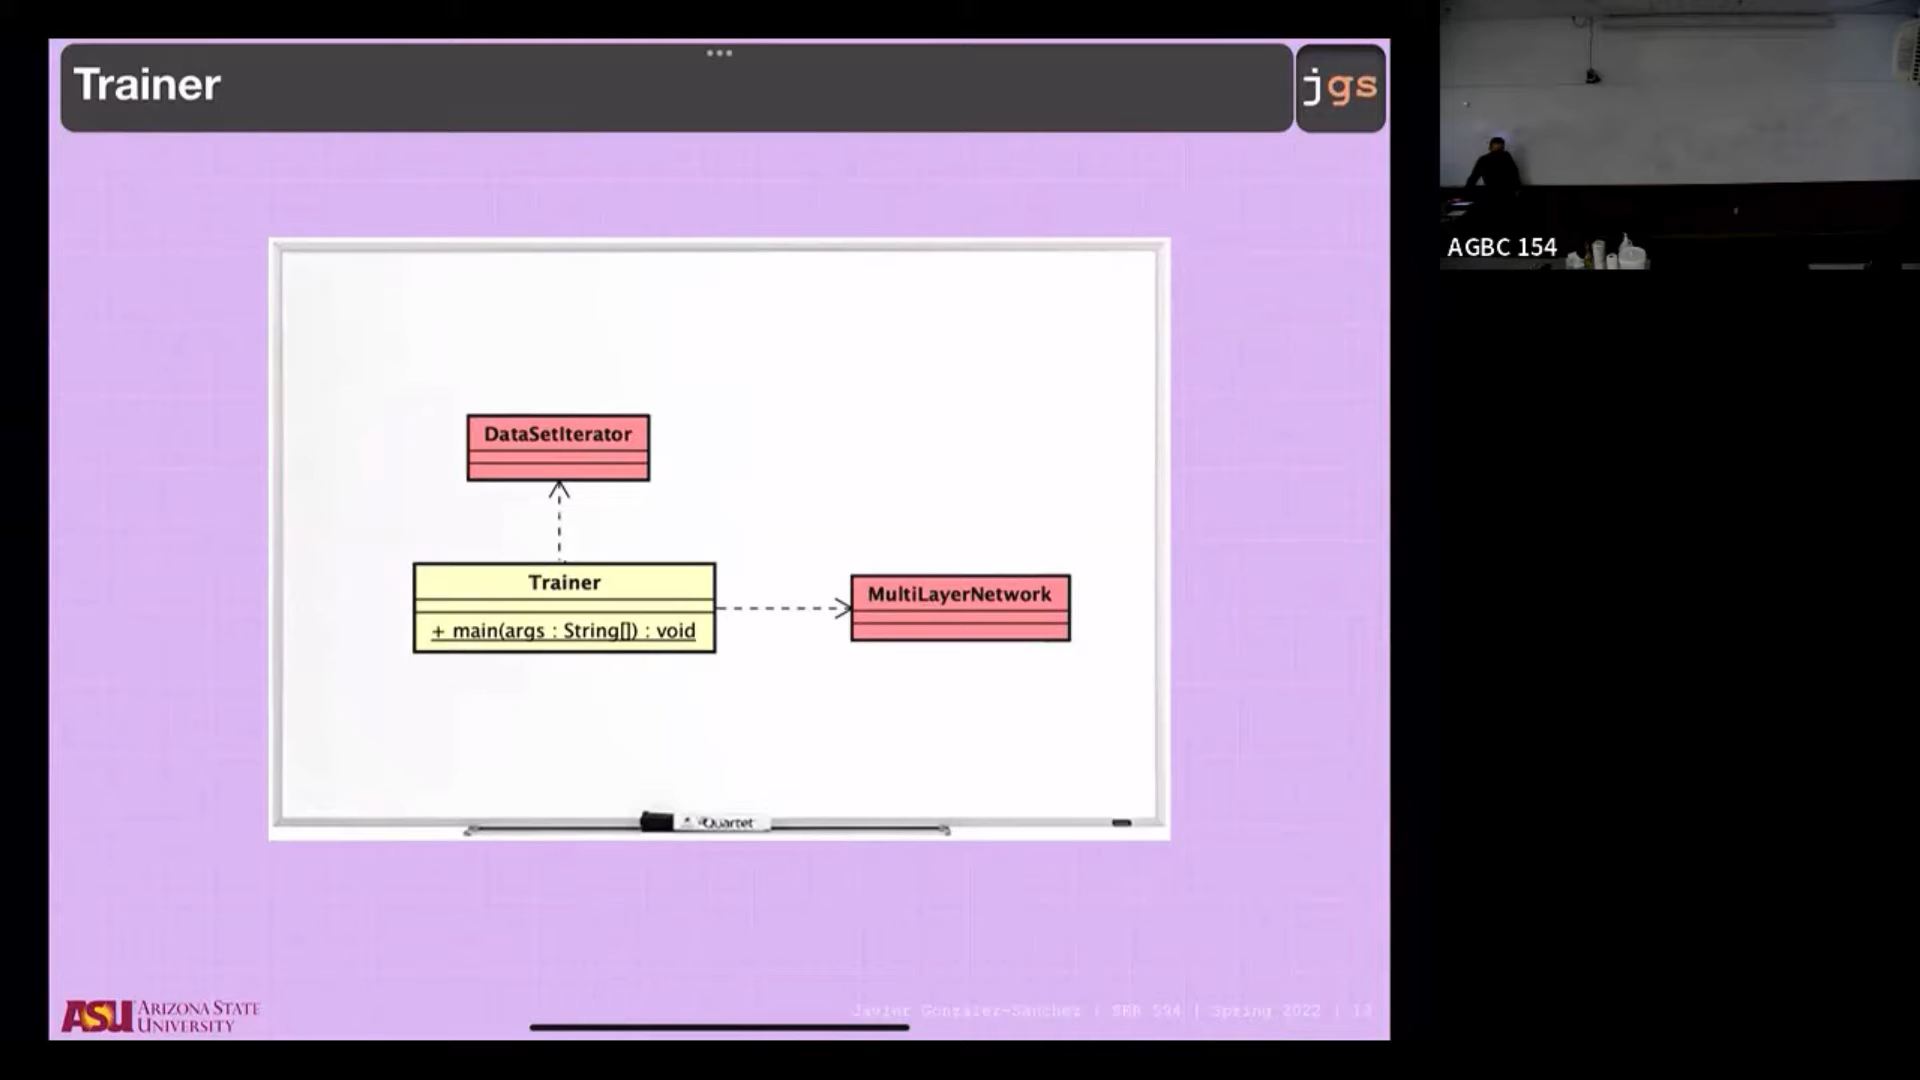 Trainer
jgs
DataSetIterator
Trainer
+ main(args : String[]) : void
MultiLayerNetwork
Quartet
ASU ARIZONA STATE
UNIVERSITY
Javier Gonzalez-Sanchez | SER 594 | Spring 2022 | 13
AGBC 154